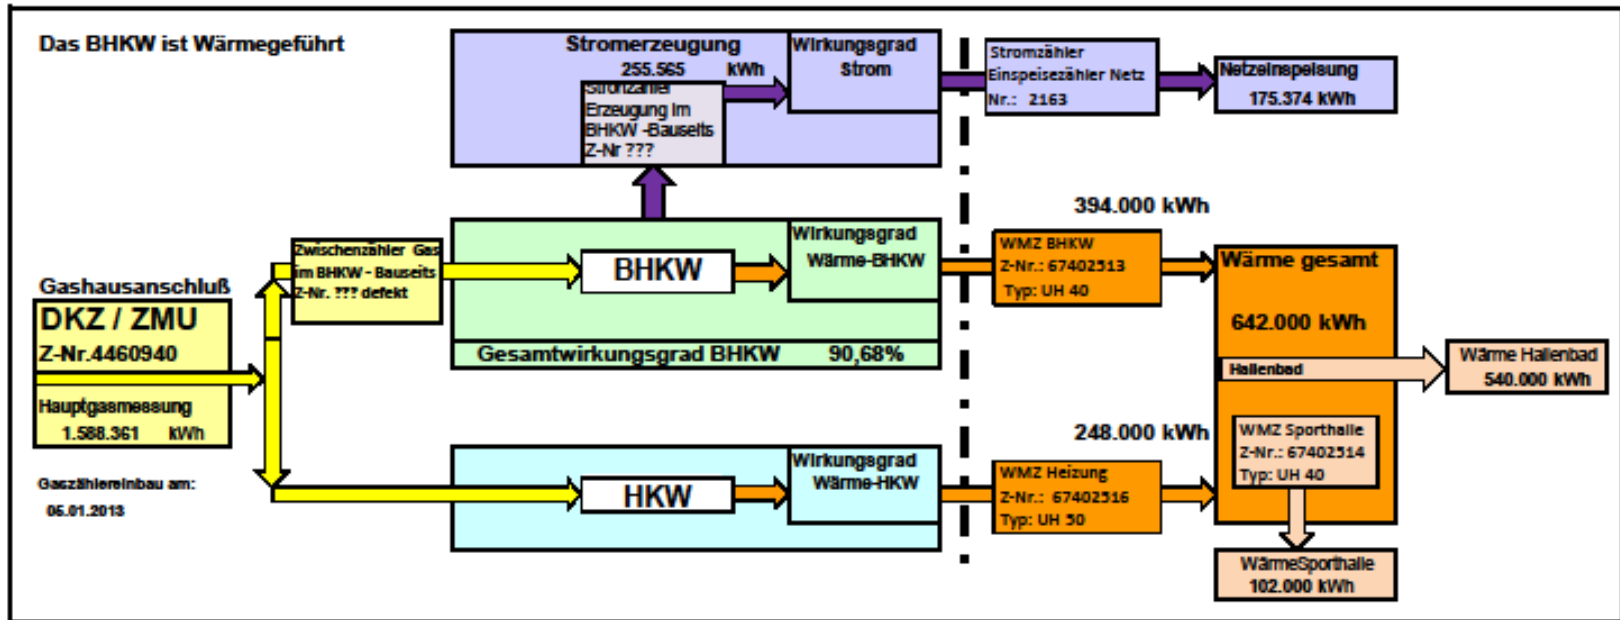 Das BHKW ist Wärmegeführt
Stromerzeugung
255.565 kWh
Stromzähler
Erzeugung im
BHKW -Bauseits
Z-Nr ???
Wirkungsgrad
Strom
Stromzähler
Einspeisezähler Netz
Nr.: 2163
Netzeinspeisung
175.374 kWh
394.000 kWh
Zwischenzähler Gas
im BHKW - Bauseits
Z-Nr. ??? defekt
BHKW
Wirkungsgrad
Wärme-BHKW
Gesamtwirkungsgrad BHKW 90,68%
WMZ BHKW
Z-Nr.: 67402513
Typ: UH 40
Wärme gesamt
642.000 kWh
Hallenbad
Wärme Hallenbad
540.000 kWh
Gashausanschluß
DKZ / ZMU
Z-Nr.4460940
Hauptgasmessung
1.588.361 kWh
Gaszählereinbau am:
05.01.2013
248.000 kWh
HKW
Wirkungsgrad
Wärme-HKW
WMZ Heizung
Z-Nr.: 67402516
Typ: UH 50
WMZ Sporthalle
Z-Nr.: 67402514
Typ: UH 40
WärmeSporthalle
102.000 kWh